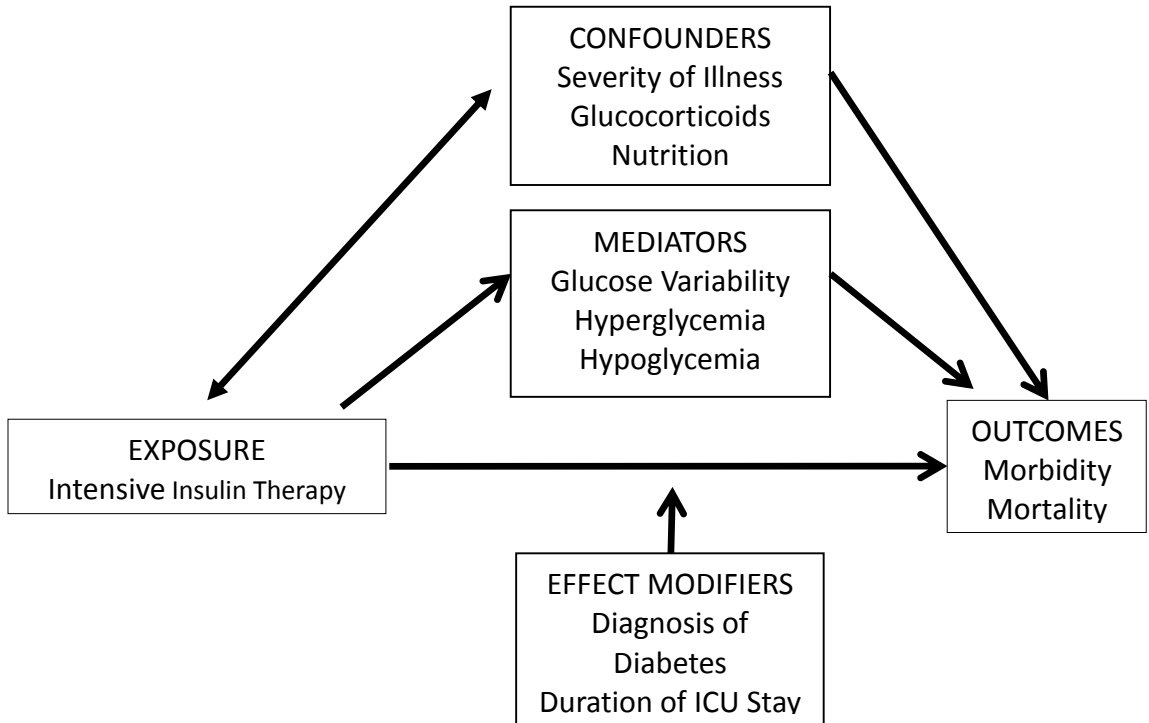 CONFOUNDERS
Severity of Illness
Glucocorticoids
Nutrition
MEDIATORS
Glucose Variability
Hyperglycemia
Hypoglycemia
EXPOSURE
Intensive Insulin Therapy
OUTCOMES
Morbidity
Mortality
EFFECT MODIFIERS
Diagnosis of
Diabetes
Duration of ICU Stay